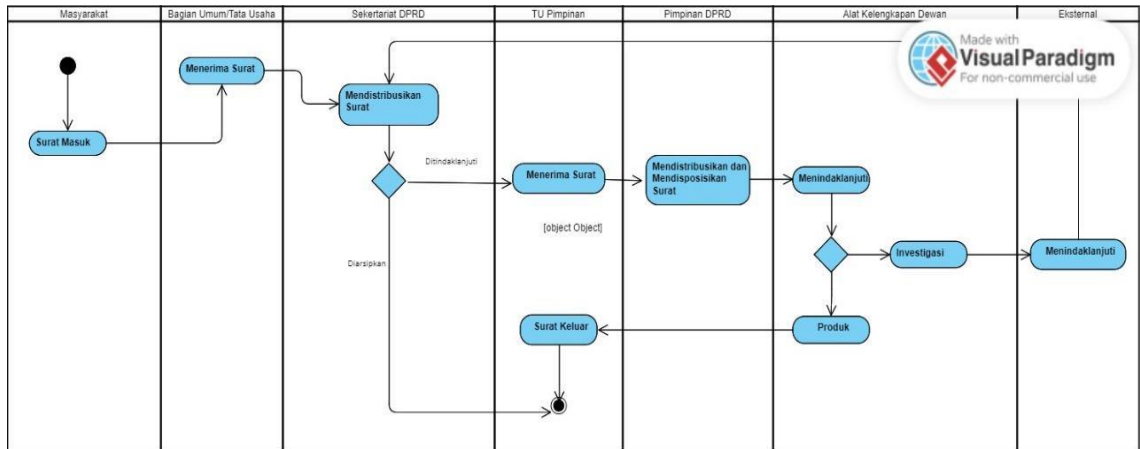 Masyarakat
Bagian Umum/Tata Usaha
Sekertariat DPRD
TU Pimpinan
Pimpinan DPRD
Alat Kelengkapan Dewan
Eksternal
Made with
Visual Paradigm
For non-commercial use
Menerima Surat
Mendistribusikan
Surat
Surat Masuk
Ditindaklanjuti
Menerima Surat
Mendistribusikan dan
Mendisposisikan
Surat
Menindaklanjuti
[object Object]
Diarsipkan
Investigasi
Menindaklanjuti
Surat Keluar
Produk